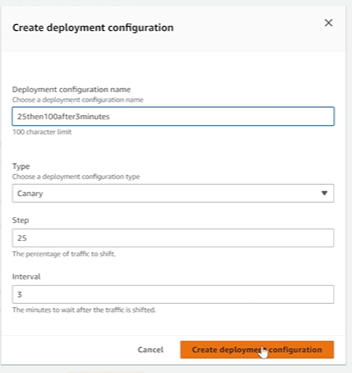 Create deployment configuration
Deployment configuration name
Choose a deployment configuration name
25then100after3minutes
100 character limit
Type
Choose a deployment configuration type
Canary
Step
25
The percentage of traffic to shift.
Interval
3
The minutes to wait after the traffic is shifted.
Cancel
Create deployment configuration